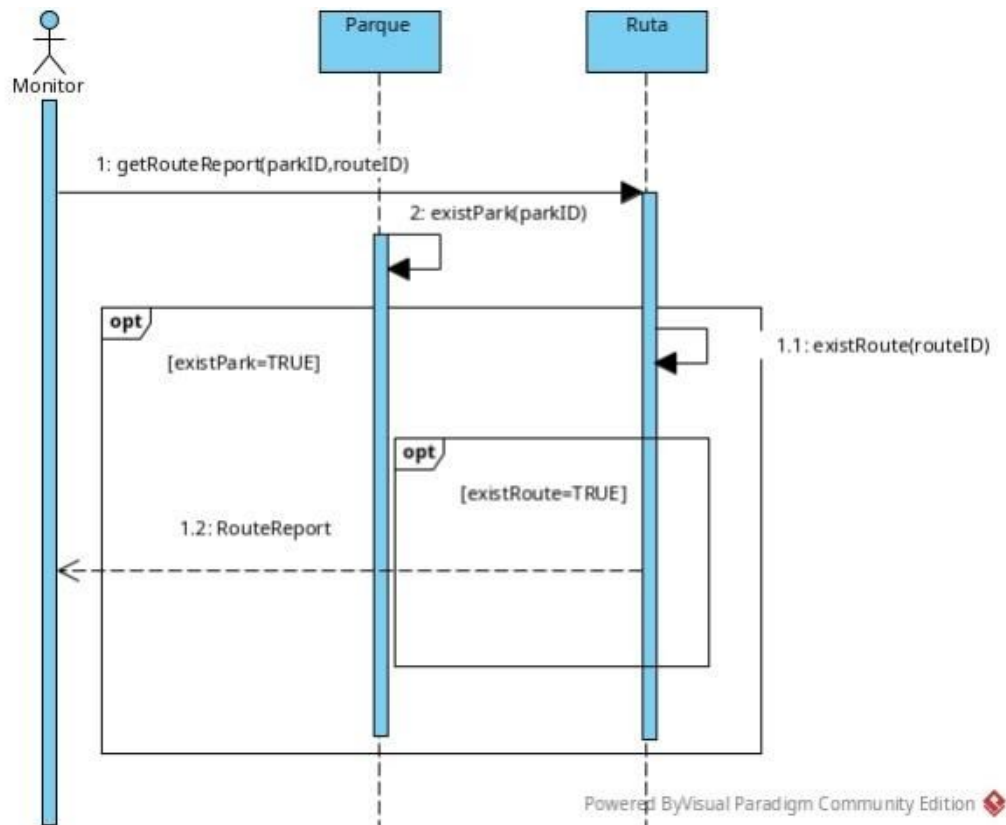 Parque
Ruta
Monitor
1: getRouteReport(parkID,routeID)
2: existPark(parkID)
opt
[existPark=TRUE]
1.1: existRoute(routeID)
opt
[existRoute=TRUE]
1.2: RouteReport
Powered ByVisual Paradigm Community Edition